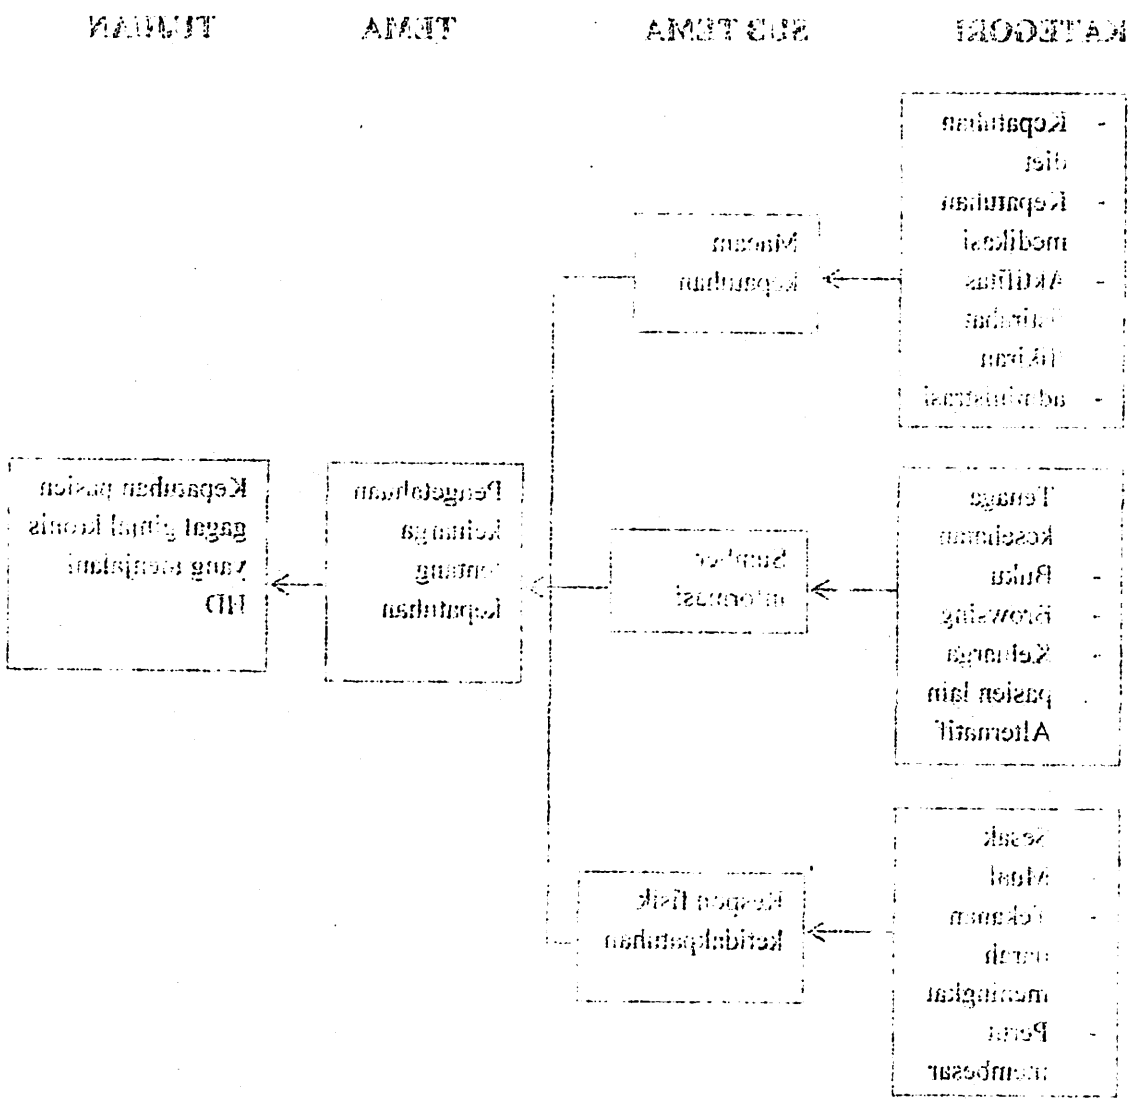 KATEGORI
SUB TEMA
TEMA
TUJUAN
- Kepatuhan
diet
- Kepatuhan
medikasi
- Aktifitas
- administrasi
Macam
kepatuhan
Tenaga
kesehatan
- Buku
- Browsing
- Keluarga
pasien lain
Alternatif
Sumber
informasi
Sesak
Mual
- Tekanan
darah
meningkat
- Perut
membesar
Respon fisik
ketidakpatuhan
Pengetahuan
keluarga
tentang
kepatuhan
Kepatuhan pasien
gagal ginjal kronis
yang menjalani
HD